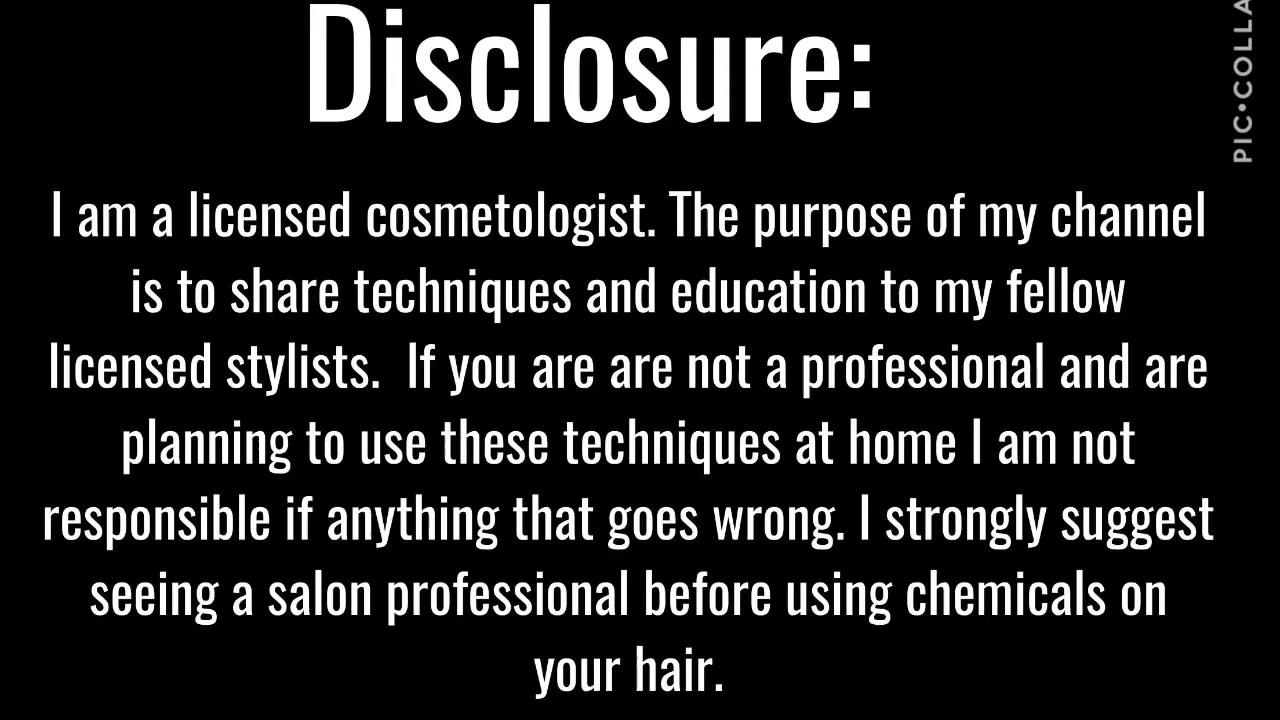 Disclosure:
I am a licensed cosmetologist. The purpose of my channel
is to share techniques and education to my fellow
licensed stylists.  If you are are not a professional and are
planning to use these techniques at home I am not
responsible if anything that goes wrong. I strongly suggest
seeing a salon professional before using chemicals on
your hair.
PIC•COLLA